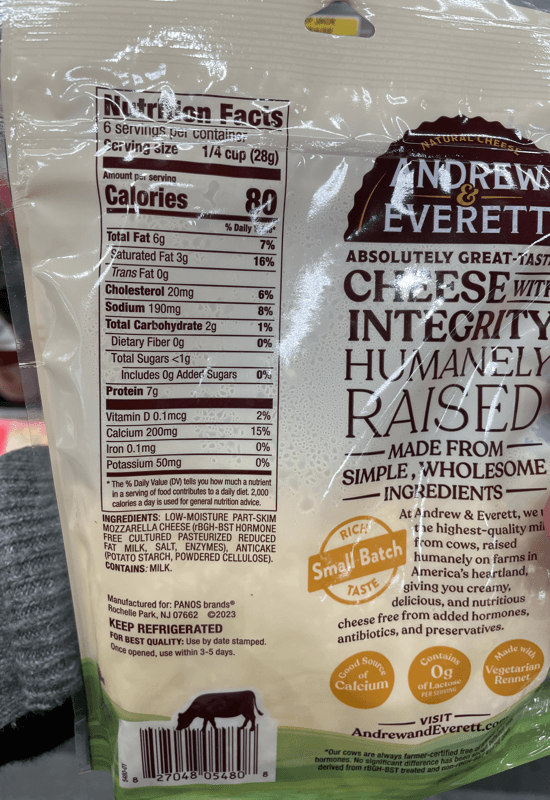 Nutrition Facts
6 servings per container
Serving size 1/4 cup (28g)
Amount per serving
Calories 80
% Daily
Total Fat 6g 7%
Saturated Fat 3g 16%
Trans Fat 0g
Cholesterol 20mg 6%
Sodium 190mg 8%
Total Carbohydrate 2g 1%
Dietary Fiber 0g 0%
Total Sugars <1g
Includes 0g Added Sugars 0%
Protein 7g
Vitamin D 0.1mcg 2%
Calcium 200mg 15%
Iron 0.1mg 0%
Potassium 50mg 0%
* The % Daily Value (DV) tells you how much a nutrient
in a serving of food contributes to a daily diet. 2,000
calories a day is used for general nutrition advice.
INGREDIENTS: LOW-MOISTURE PART-SKIM
MOZZARELLA CHEESE (rBGH-BST HORMONE
FREE CULTURED PASTEURIZED REDUCED
FAT MILK, SALT, ENZYMES), ANTICAKE
(POTATO STARCH, POWDERED CELLULOSE).
CONTAINS: MILK.
Manufactured for: PANOS brands®
Rochelle Park, NJ 07662 ©2023
KEEP REFRIGERATED
FOR BEST QUALITY: Use by date stamped.
Once opened, use within 3-5 days.
8 27048 05480 8
NATURAL CHEESE
ANDREW
&
EVERETT
ABSOLUTELY GREAT-TAST
CHEESE WITH
INTEGRITY
HUMANELY
RAISED
MADE FROM
SIMPLE, WHOLESOME
INGREDIENTS
RICH
Small Batch
TASTE
At Andrew & Everett, we
the highest-quality mi
from cows, raised
humanely on farms in
America's heartland,
giving you creamy,
delicious, and nutritious
cheese free from added hormones,
antibiotics, and preservatives.
Good Source
of
Calcium
Contains
0g
of Lactose
PER SERVING
Made with
Vegetarian
Rennet
VISIT
AndrewandEverett.co
*Our cows are always farmer-certified free
hormones. No significant difference has been
derived from rBGH-BST treated and non-